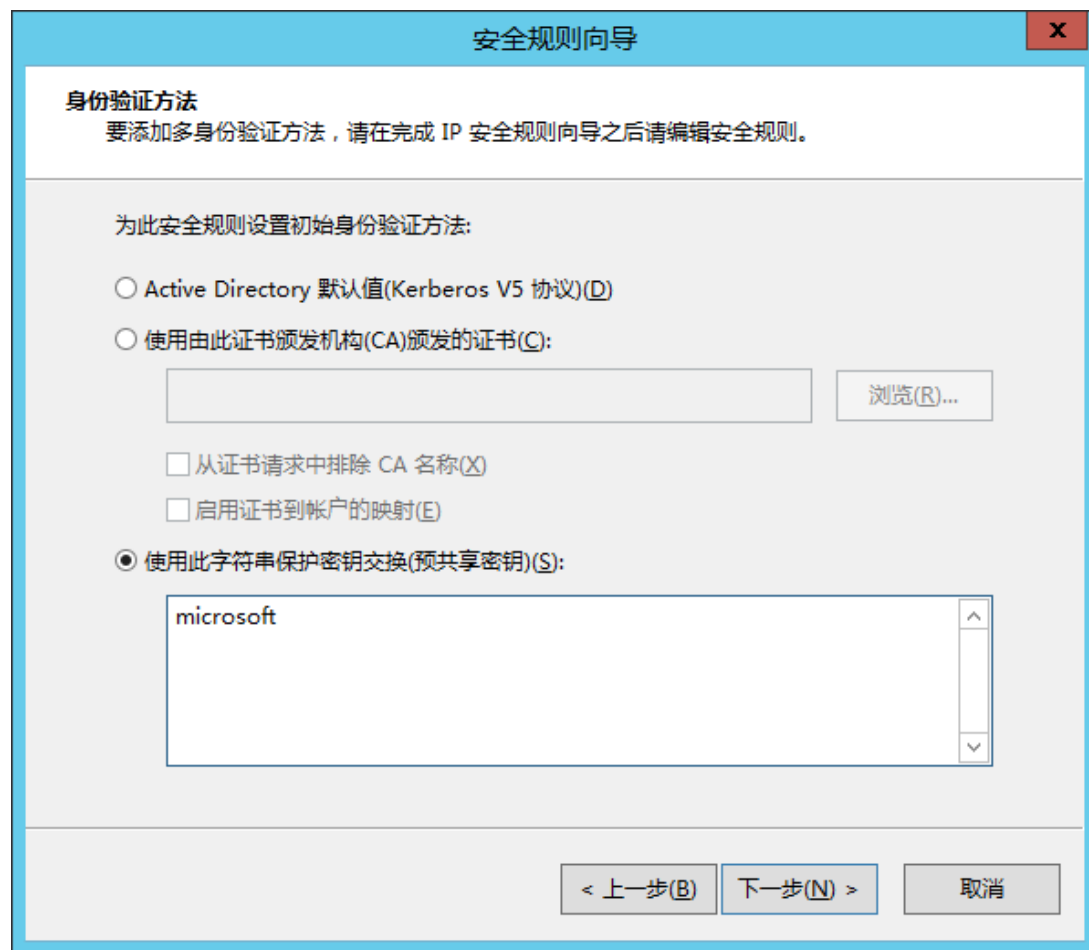 安全规则向导
x
身份验证方法
要添加多身份验证方法，请在完成 IP 安全规则向导之后请编辑安全规则。
为此安全规则设置初始身份验证方法:
Active Directory 默认值(Kerberos V5 协议)(D)
使用由此证书颁发机构(CA)颁发的证书(C):
浏览(R)...
从证书请求中排除 CA 名称(X)
启用证书到帐户的映射(E)
使用此字符串保护密钥交换(预共享密钥)(S):
microsoft
< 上一步(B) 下一步(N) > 取消